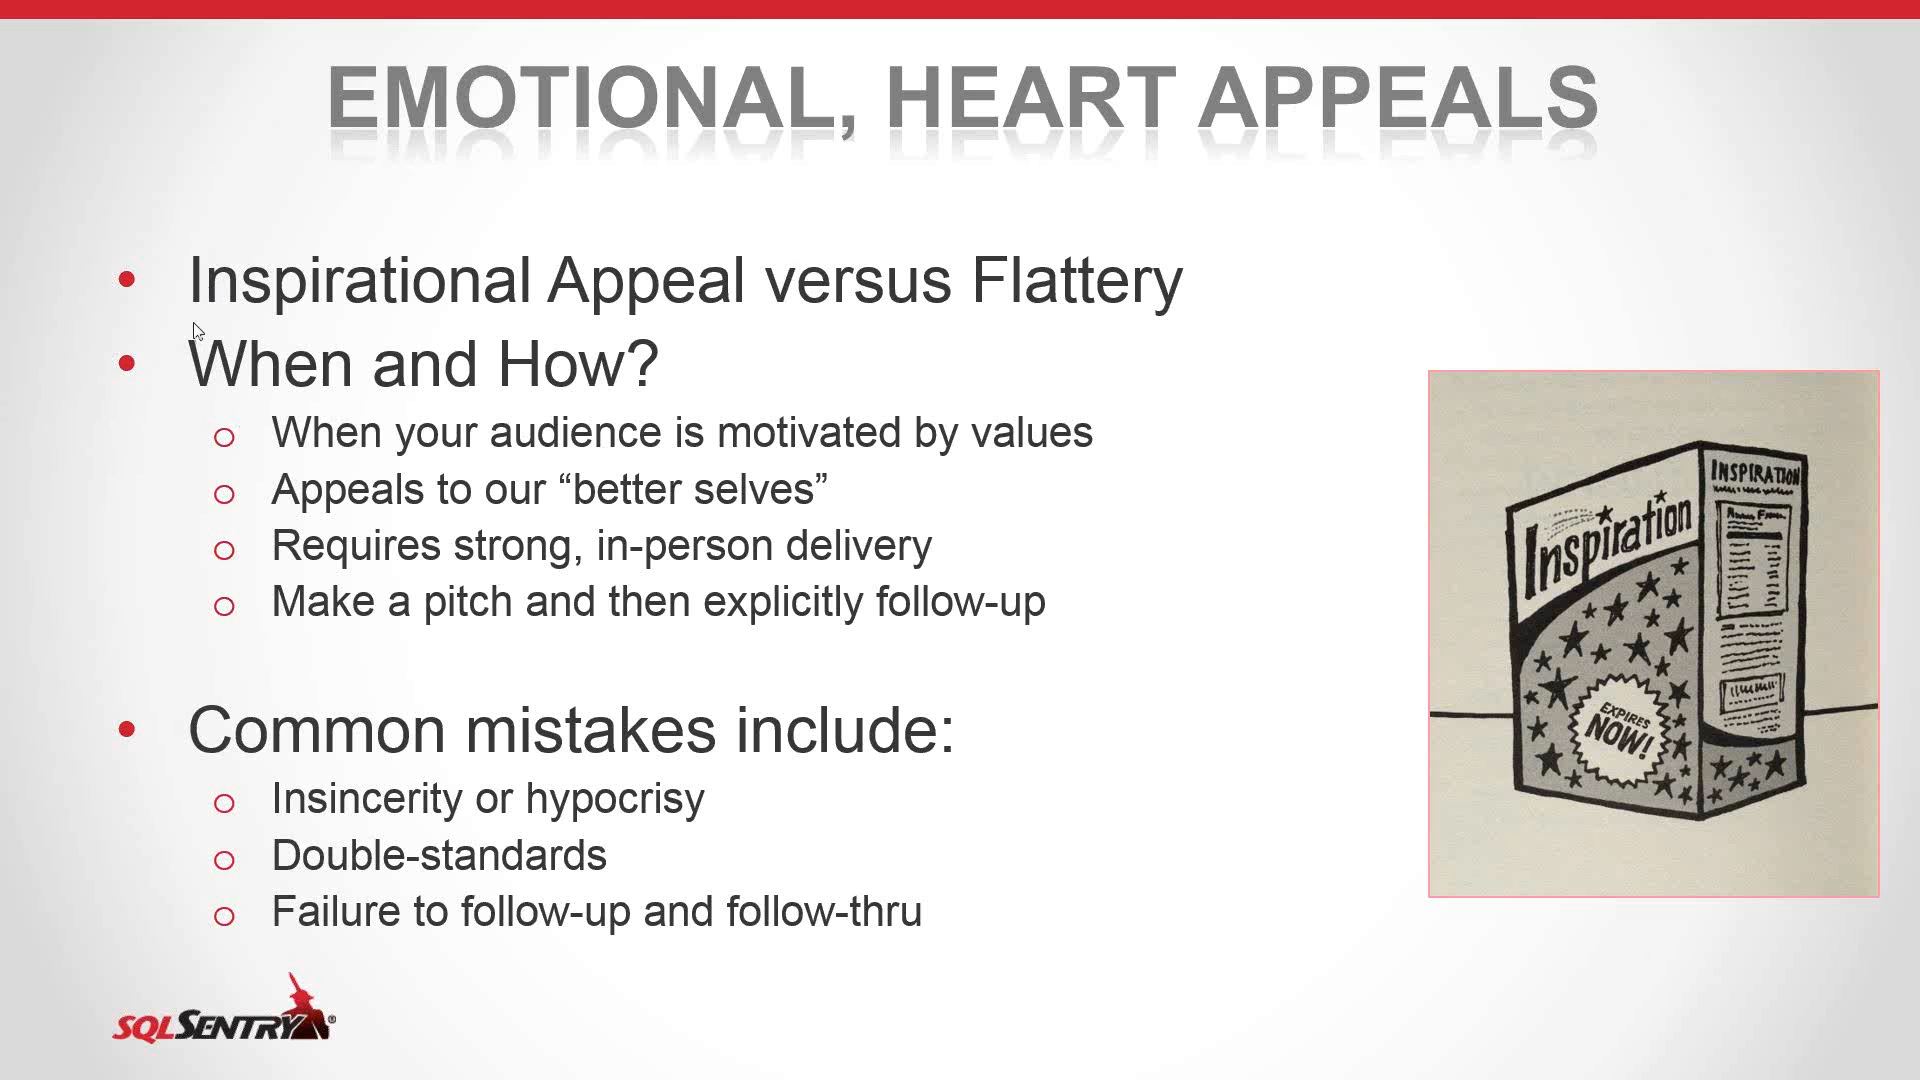 EMOTIONAL, HEART APPEALS
• Inspirational Appeal versus Flattery
• When and How?
o When your audience is motivated by values
o Appeals to our “better selves”
o Requires strong, in-person delivery
o Make a pitch and then explicitly follow-up
• Common mistakes include:
o Insincerity or hypocrisy
o Double-standards
o Failure to follow-up and follow-thru
Inspiration
INSPIRATION
EXPIRES
NOW!
SQLSENTRY®